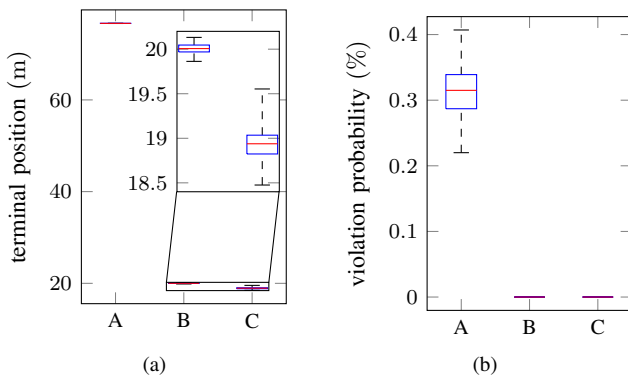 terminal position (m)
60
40
20
20
19.5
19
18.5
A
B
C
(a)
violation probability (%)
0.4
0.3
0.2
0.1
0
A
B
C
(b)